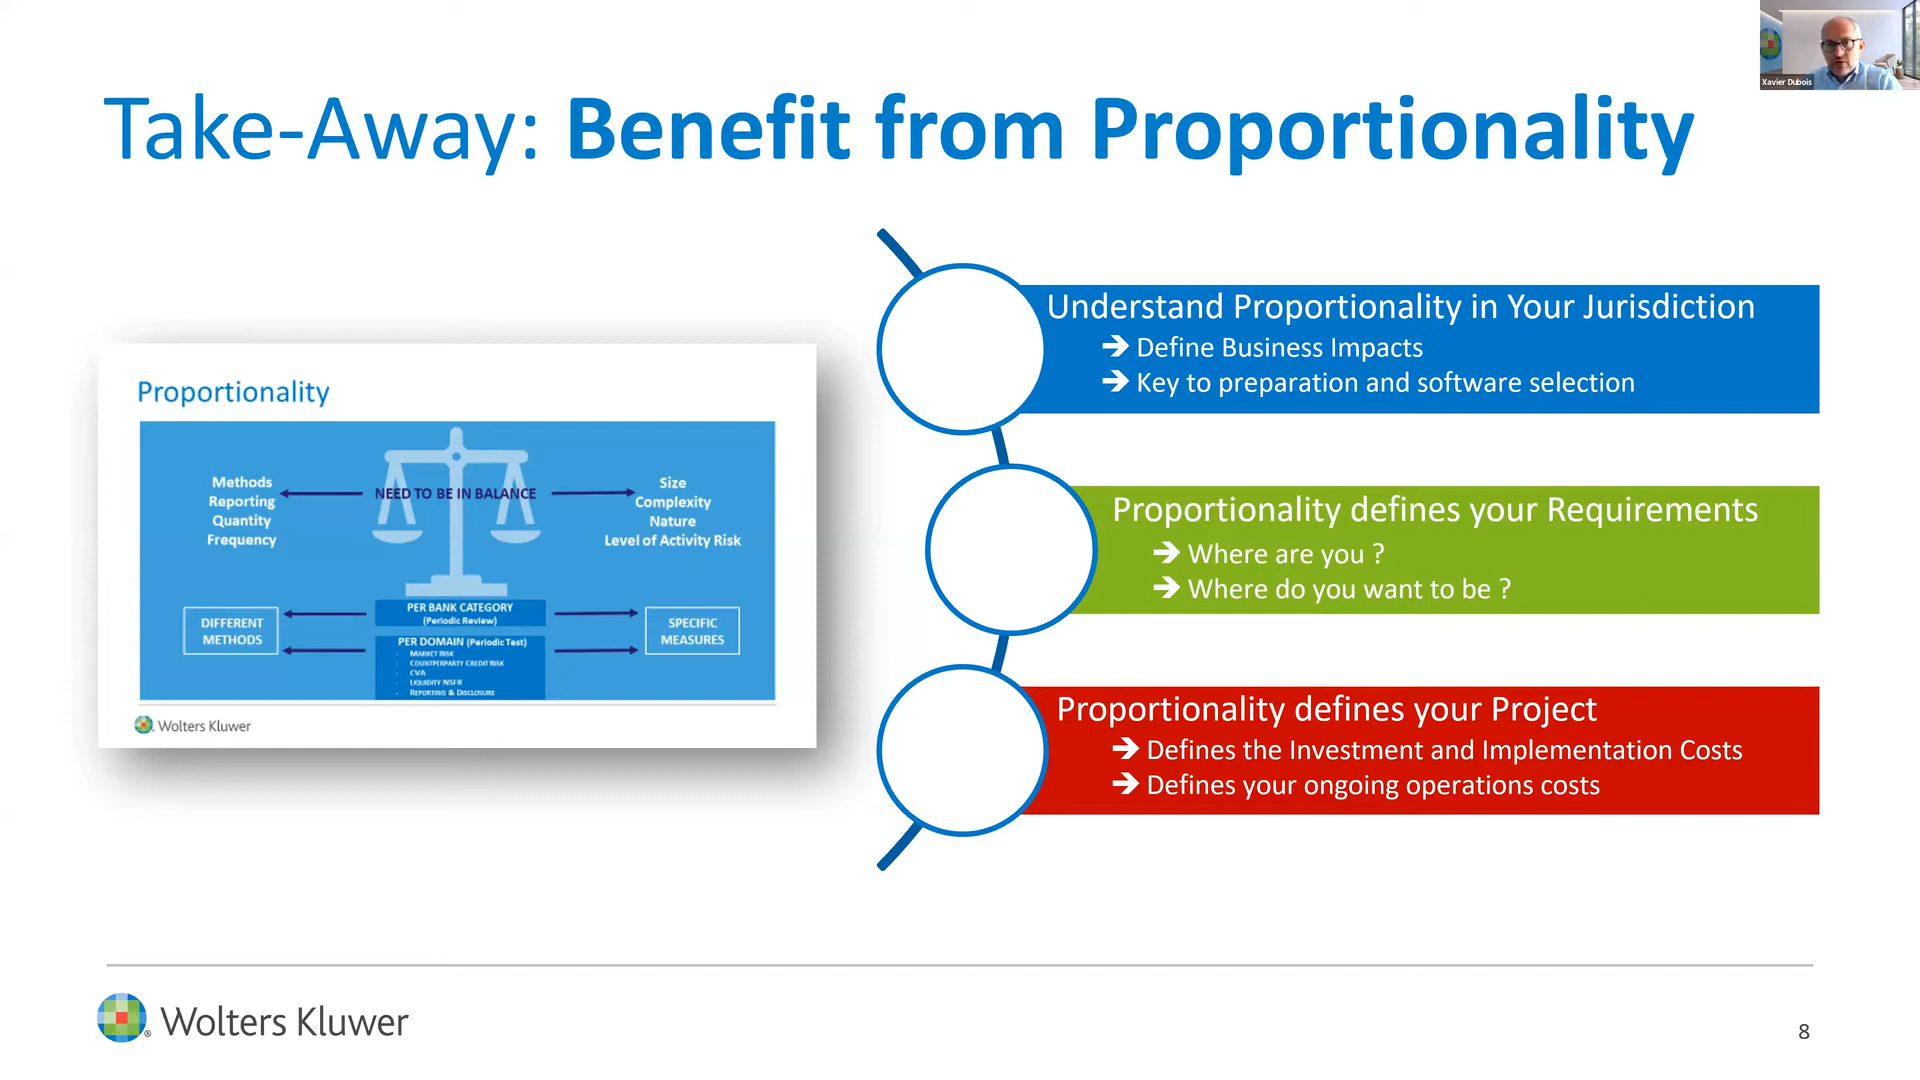 Xavier Dubois
Take-Away: Benefit from Proportionality
Proportionality
Methods
Reporting
Quantity
Frequency
NEED TO BE IN BALANCE
Size
Complexity
Nature
Level of Activity Risk
DIFFERENT
METHODS
PER BANK CATEGORY
(Periodic Review)
PER DOMAIN (Periodic Test)
- MARKET RISK
- COUNTERPARTY CREDIT RISK
- CVA
- LIQUIDITY NSFR
- REPORTING & DISCLOSURE
SPECIFIC
MEASURES
Wolters Kluwer
Understand Proportionality in Your Jurisdiction
➔ Define Business Impacts
➔ Key to preparation and software selection
Proportionality defines your Requirements
➔ Where are you ?
➔ Where do you want to be ?
Proportionality defines your Project
➔ Defines the Investment and Implementation Costs
➔ Defines your ongoing operations costs
Wolters Kluwer
8